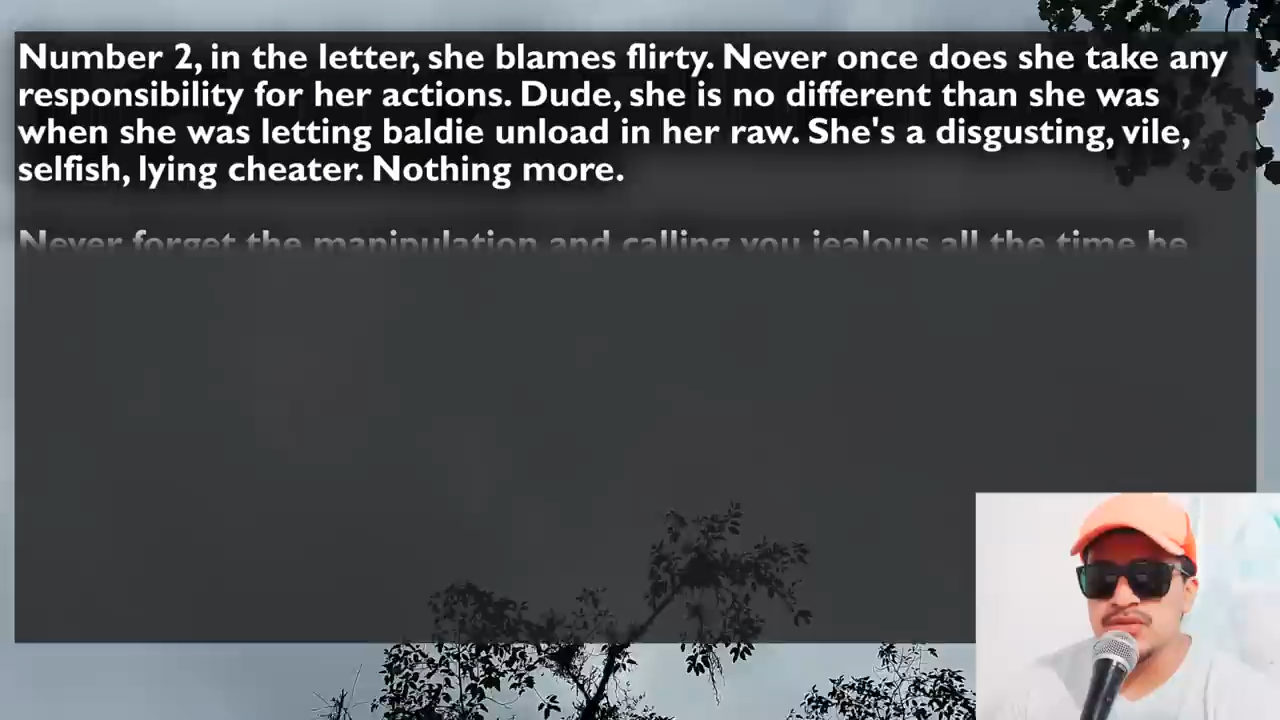 Number 2, in the letter, she blames flirty. Never once does she take any
responsibility for her actions. Dude, she is no different than she was
when she was letting baldie unload in her raw. She's a disgusting, vile,
selfish, lying cheater. Nothing more.
Never forget the manipulation and calling you jealous all the time he